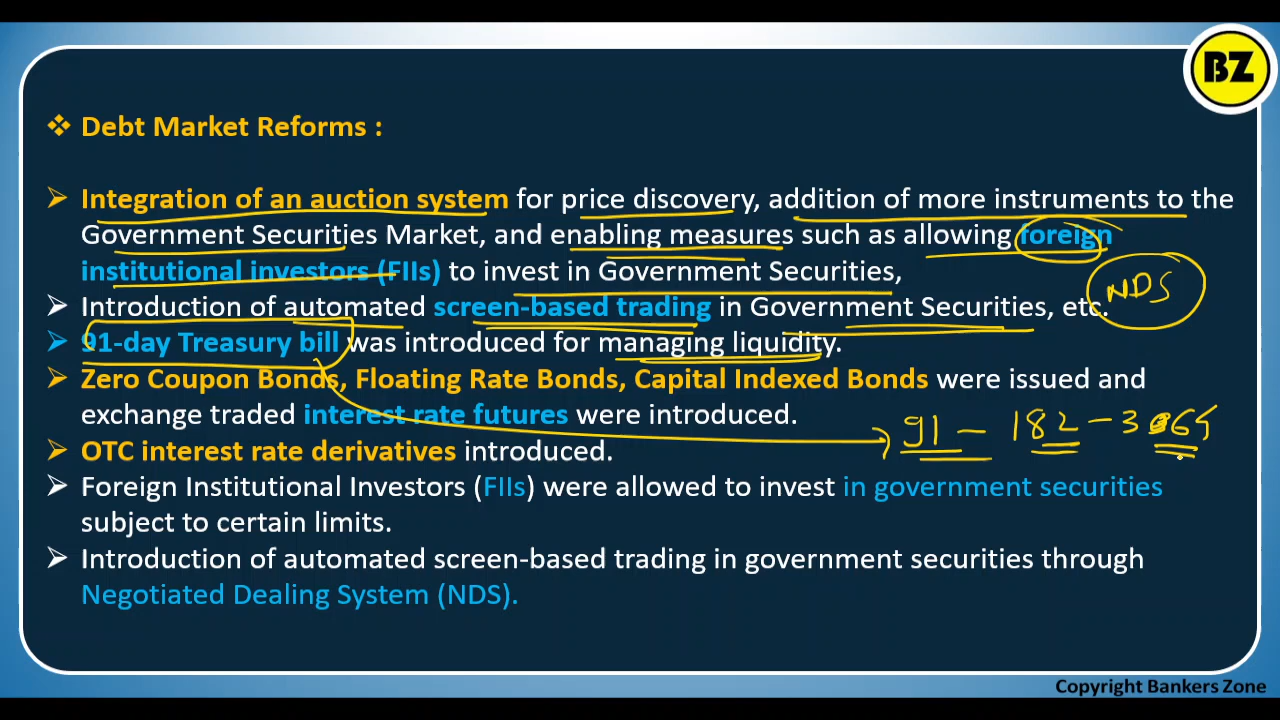 BZ
❖ Debt Market Reforms :
➢ Integration of an auction system for price discovery, addition of more instruments to the
Government Securities Market, and enabling measures such as allowing foreign
institutional investors (FIIs) to invest in Government Securities,
NDS
➢ Introduction of automated screen-based trading in Government Securities, etc.
➢ 91-day Treasury bill was introduced for managing liquidity.
➢ Zero Coupon Bonds, Floating Rate Bonds, Capital Indexed Bonds were issued and
exchange traded interest rate futures were introduced.
91 – 182 – 365
➢ OTC interest rate derivatives introduced.
➢ Foreign Institutional Investors (FIIs) were allowed to invest in government securities
subject to certain limits.
➢ Introduction of automated screen-based trading in government securities through
Negotiated Dealing System (NDS).
Copyright Bankers Zone